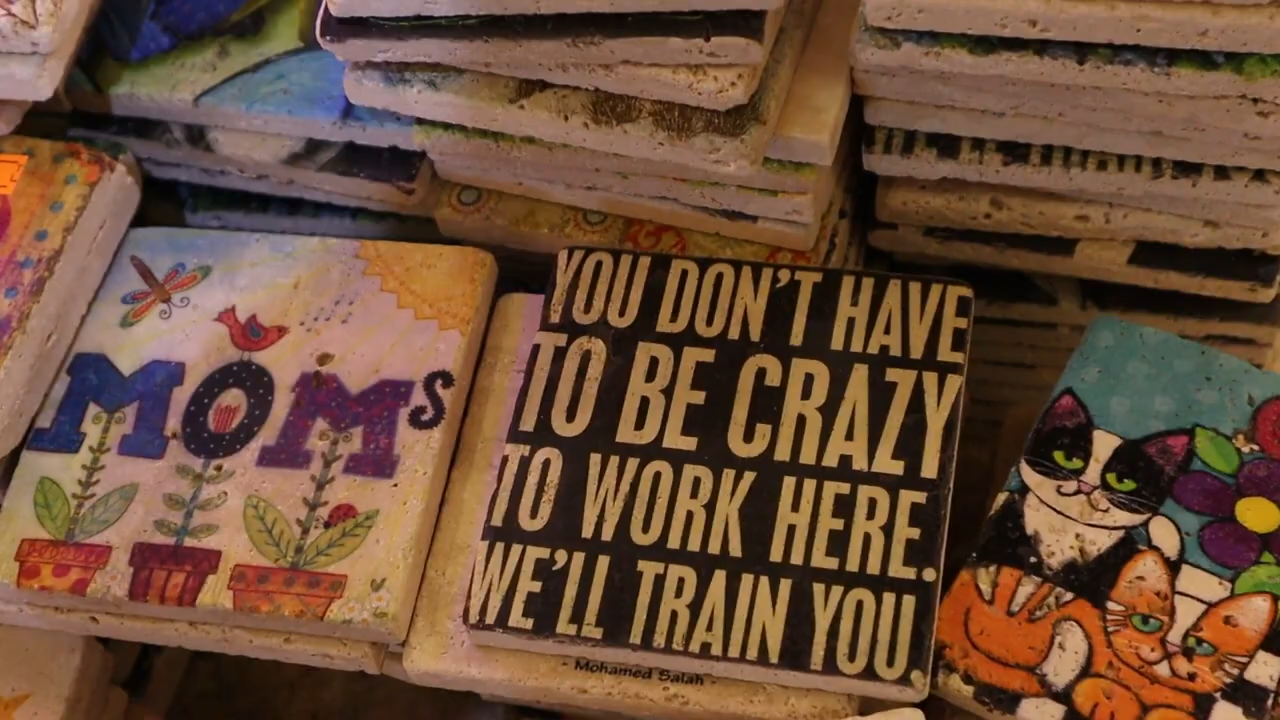 MOMS
YOU DON'T HAVE
TO BE CRAZY
TO WORK HERE.
WE'LL TRAIN YOU.
- Mohamed Salah -